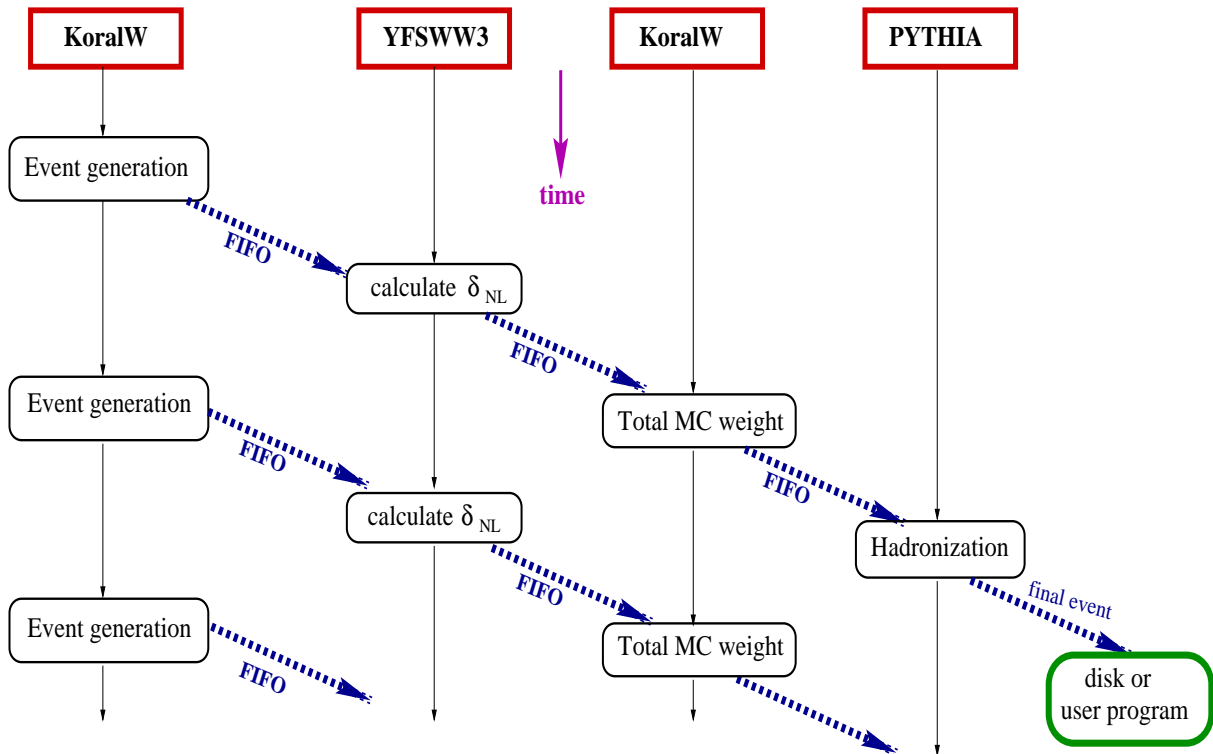 KoralW
YFSWW3
KoralW
PYTHIA
time
Event generation
FIFO
calculate δ NL
FIFO
Event generation
Total MC weight
FIFO
FIFO
calculate δ NL
Hadronization
FIFO
final event
Event generation
Total MC weight
FIFO
disk or
user program